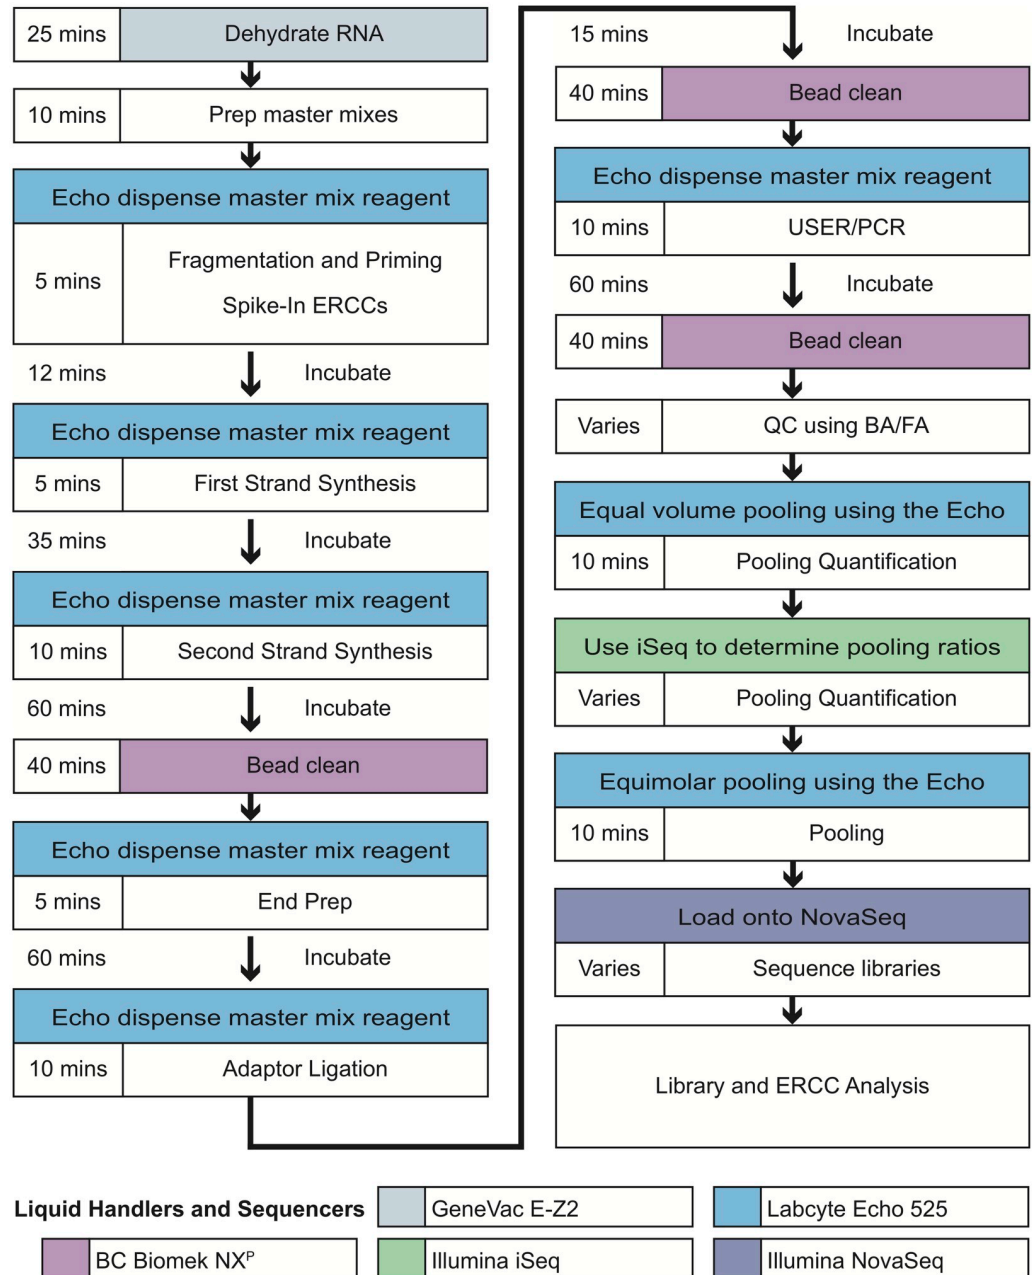 25 mins Dehydrate RNA
10 mins Prep master mixes
Echo dispense master mix reagent
5 mins Fragmentation and Priming
Spike-In ERCCs
12 mins Incubate
Echo dispense master mix reagent
5 mins First Strand Synthesis
35 mins Incubate
Echo dispense master mix reagent
10 mins Second Strand Synthesis
60 mins Incubate
40 mins Bead clean
Echo dispense master mix reagent
5 mins End Prep
60 mins Incubate
Echo dispense master mix reagent
10 mins Adaptor Ligation
15 mins Incubate
40 mins Bead clean
Echo dispense master mix reagent
10 mins USER/PCR
60 mins Incubate
40 mins Bead clean
Varies QC using BA/FA
Equal volume pooling using the Echo
10 mins Pooling Quantification
Use iSeq to determine pooling ratios
Varies Pooling Quantification
Equimolar pooling using the Echo
10 mins Pooling
Load onto NovaSeq
Varies Sequence libraries
Library and ERCC Analysis
Liquid Handlers and Sequencers GeneVac E-Z2 Labcyte Echo 525
BC Biomek NXᴾ Illumina iSeq Illumina NovaSeq